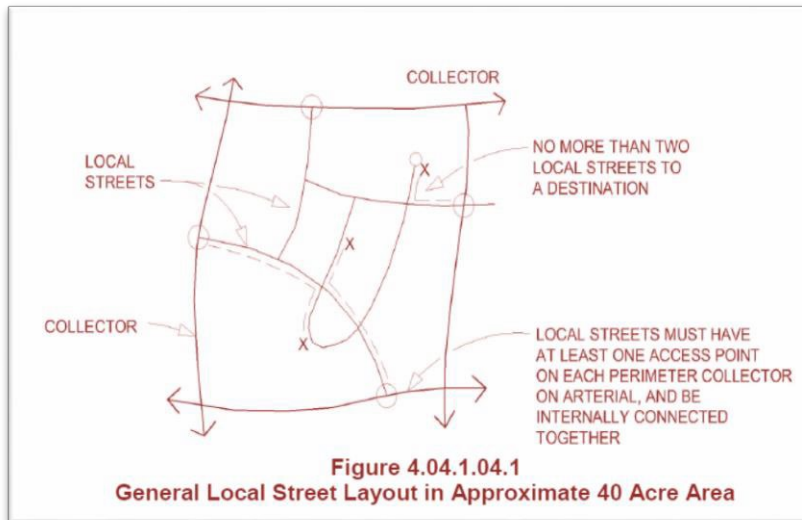 COLLECTOR
NO MORE THAN TWO
LOCAL STREETS TO
A DESTINATION
LOCAL
STREETS
X
X
X
COLLECTOR
LOCAL STREETS MUST HAVE
AT LEAST ONE ACCESS POINT
ON EACH PERIMETER COLLECTOR
ON ARTERIAL, AND BE
INTERNALLY CONNECTED
TOGETHER
Figure 4.04.1.04.1
General Local Street Layout in Approximate 40 Acre Area